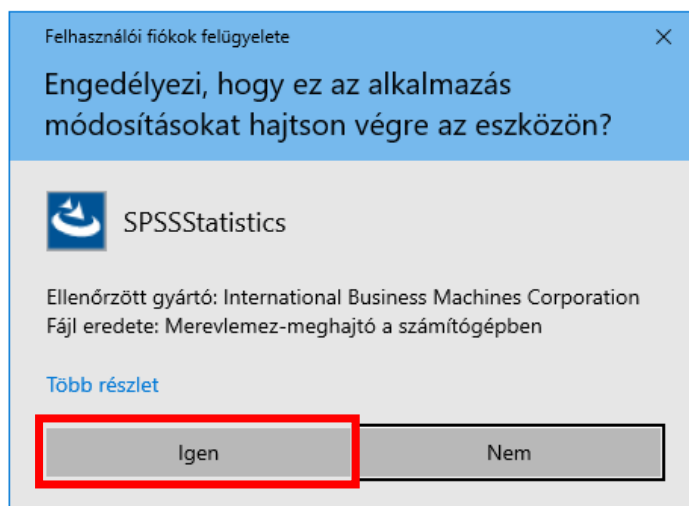 Felhasználói fiókok felügyelete
Engedélyezi, hogy ez az alkalmazás
módosításokat hajtson végre az eszközön?
SPSSStatistics
Ellenőrzött gyártó: International Business Machines Corporation
Fájl eredete: Merevlemez-meghajtó a számítógépben
Több részlet
Igen
Nem